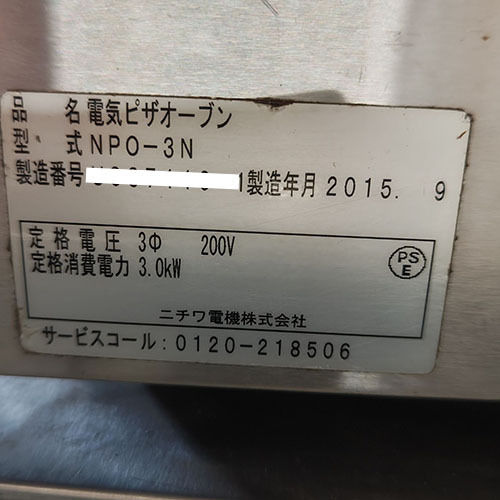 品 名 電気ピザオーブン
型 式 NPO-3N
製造番号 製造年月 2015. 9
定格電圧 3Φ 200V
定格消費電力 3.0kW
PS
E
ニチワ電機株式会社
サービスコール:0120-218506